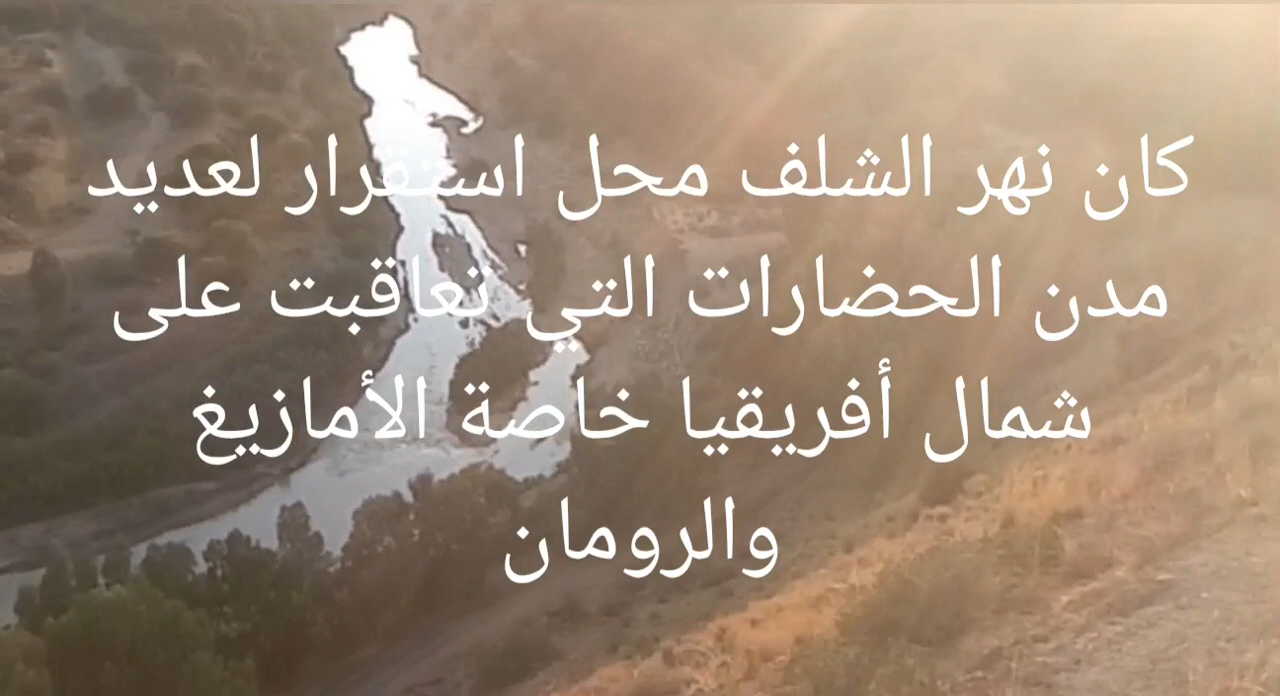 كان نهر الشلف محل استقرار لعديد
مدن الحضارات التي تعاقبت على
شمال أفريقيا خاصة الأمازيغ
والرومان